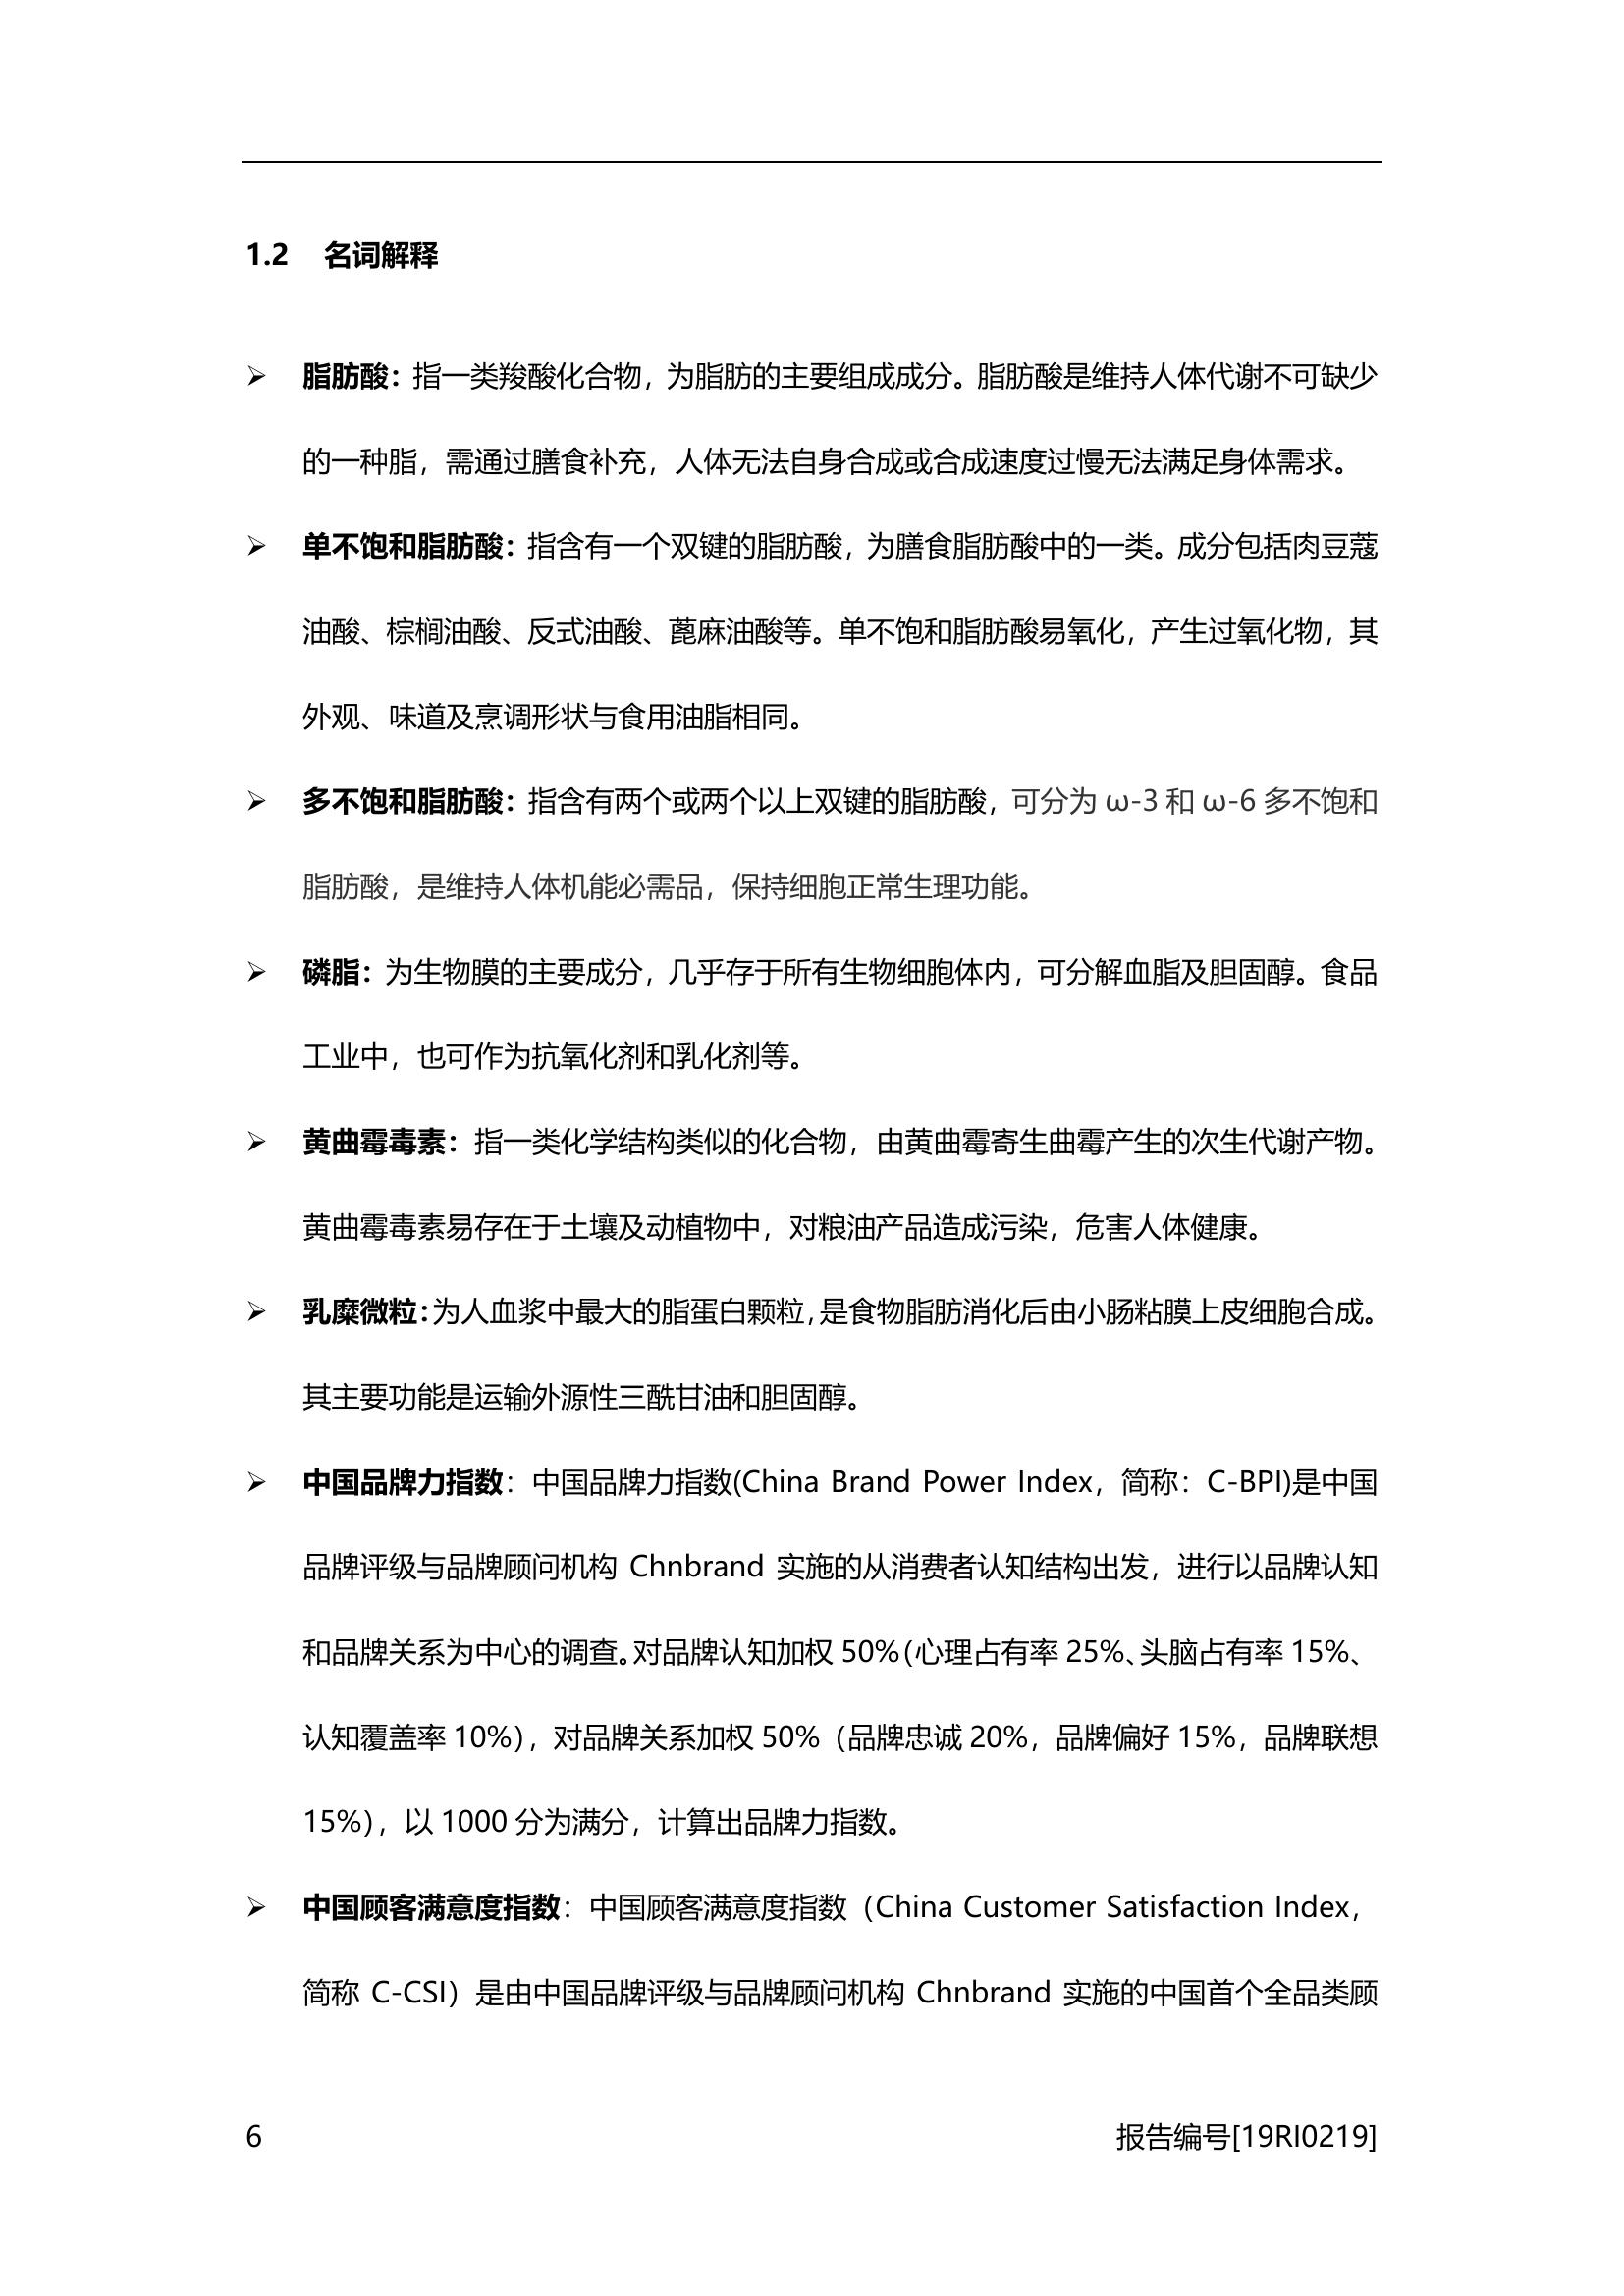 1.2 名词解释
➢ 脂肪酸：指一类羧酸化合物，为脂肪的主要组成成分。脂肪酸是维持人体代谢不可缺少
的一种脂，需通过膳食补充，人体无法自身合成或合成速度过慢无法满足身体需求。
➢ 单不饱和脂肪酸：指含有一个双键的脂肪酸，为膳食脂肪酸中的一类。成分包括肉豆蔻
油酸、棕榈油酸、反式油酸、蓖麻油酸等。单不饱和脂肪酸易氧化，产生过氧化物，其
外观、味道及烹调形状与食用油脂相同。
➢ 多不饱和脂肪酸：指含有两个或两个以上双键的脂肪酸，可分为 ω-3 和 ω-6 多不饱和
脂肪酸，是维持人体机能必需品，保持细胞正常生理功能。
➢ 磷脂：为生物膜的主要成分，几乎存于所有生物细胞体内，可分解血脂及胆固醇。食品
工业中，也可作为抗氧化剂和乳化剂等。
➢ 黄曲霉毒素：指一类化学结构类似的化合物，由黄曲霉寄生曲霉产生的次生代谢产物。
黄曲霉毒素易存在于土壤及动植物中，对粮油产品造成污染，危害人体健康。
➢ 乳糜微粒：为人血浆中最大的脂蛋白颗粒，是食物脂肪消化后由小肠粘膜上皮细胞合成。
其主要功能是运输外源性三酰甘油和胆固醇。
➢ 中国品牌力指数：中国品牌力指数(China Brand Power Index，简称：C-BPI)是中国
品牌评级与品牌顾问机构 Chnbrand 实施的从消费者认知结构出发，进行以品牌认知
和品牌关系为中心的调查。对品牌认知加权 50%（心理占有率 25%、头脑占有率 15%、
认知覆盖率 10%），对品牌关系加权 50%（品牌忠诚 20%，品牌偏好 15%，品牌联想
15%），以 1000 分为满分，计算出品牌力指数。
➢ 中国顾客满意度指数：中国顾客满意度指数（China Customer Satisfaction Index，
简称 C-CSI）是由中国品牌评级与品牌顾问机构 Chnbrand 实施的中国首个全品类顾
6 报告编号[19RI0219]